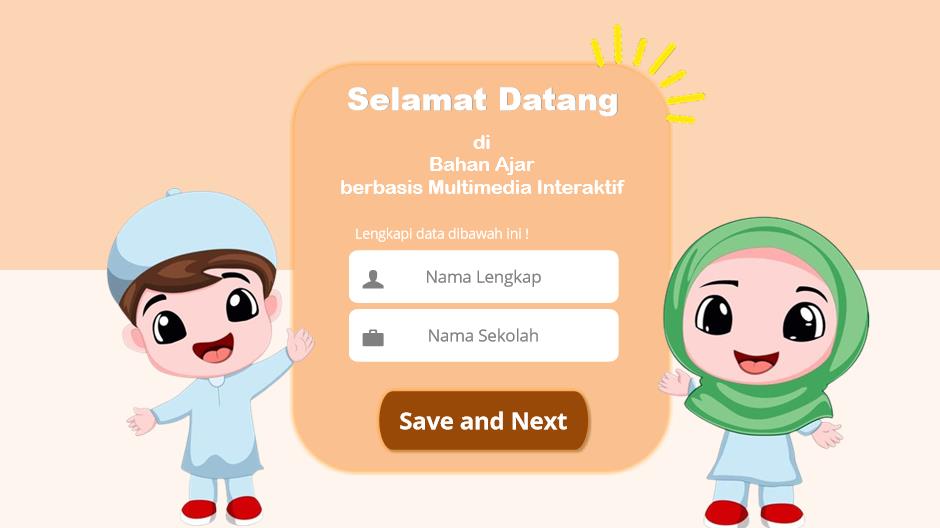 Selamat Datang
di
Bahan Ajar
berbasis Multimedia Interaktif
Lengkapi data dibawah ini !
Nama Lengkap
Nama Sekolah
Save and Next